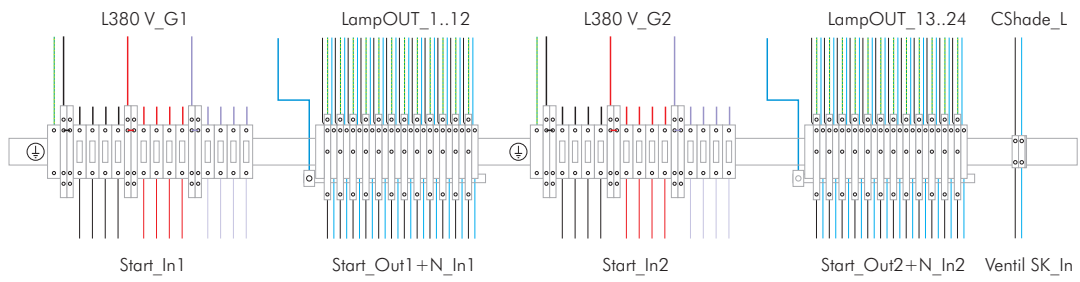 L380 V_G1
LampOUT_1..12
L380 V_G2
LampOUT_13..24
CShade_L
Start_In1
Start_Out1+N_In1
Start_In2
Start_Out2+N_In2
Ventil SK_In